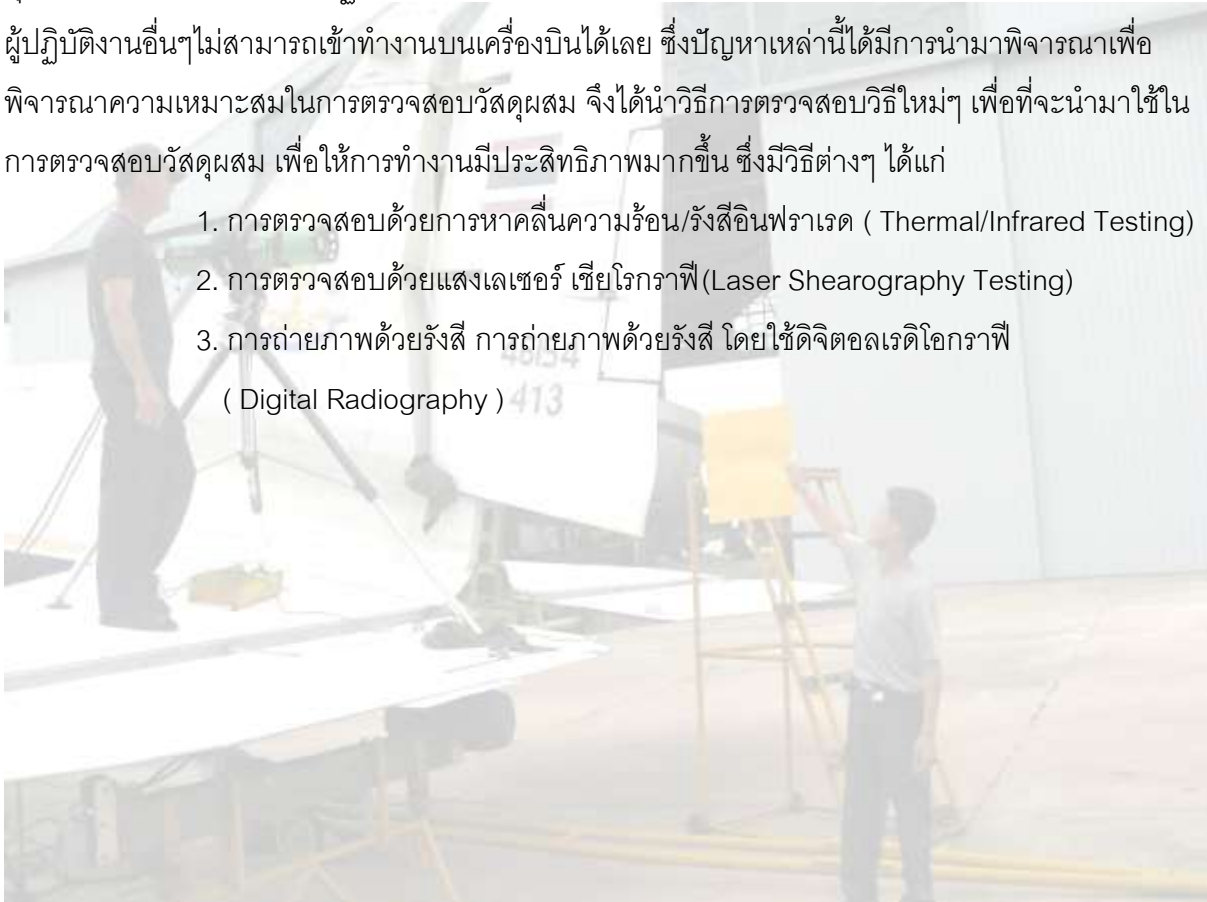 ผู้ปฏิบัติงานอื่นๆไม่สามารถเข้าทำงานบนเครื่องบินได้เลย ซึ่งปัญหาเหล่านี้ได้มีการนำมาพิจารณาเพื่อ
พิจารณาความเหมาะสมในการตรวจสอบวัสดุผสม จึงได้นำวิธีการตรวจสอบวิธีใหม่ๆ เพื่อที่จะนำมาใช้ใน
การตรวจสอบวัสดุผสม เพื่อให้การทำงานมีประสิทธิภาพมากขึ้น ซึ่งมีวิธีต่างๆ ได้แก่
1. การตรวจสอบด้วยการหาคลื่นความร้อน/รังสีอินฟราเรด ( Thermal/Infrared Testing)
2. การตรวจสอบด้วยแสงเลเซอร์ เชียโรกราฟี(Laser Shearography Testing)
3. การถ่ายภาพด้วยรังสี การถ่ายภาพด้วยรังสี โดยใช้ดิจิตอลเรดิโอกราฟี
( Digital Radiography )
46154
413